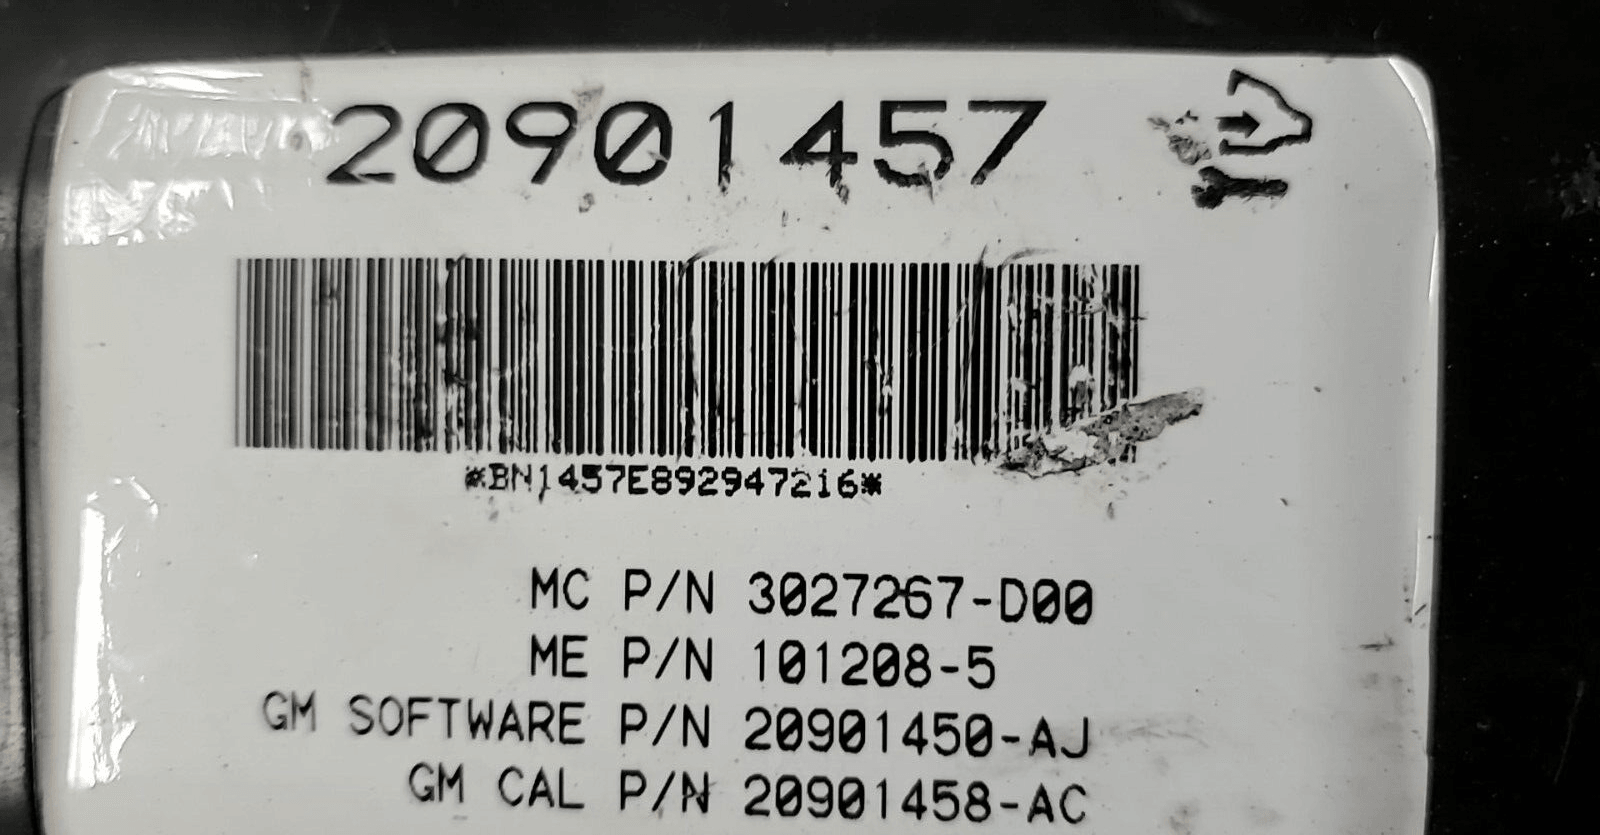 20901457
*BN1457E892947216*
MC P/N 3027267-D00
ME P/N 101208-5
GM SOFTWARE P/N 20901450-AJ
GM CAL P/N 20901458-AC